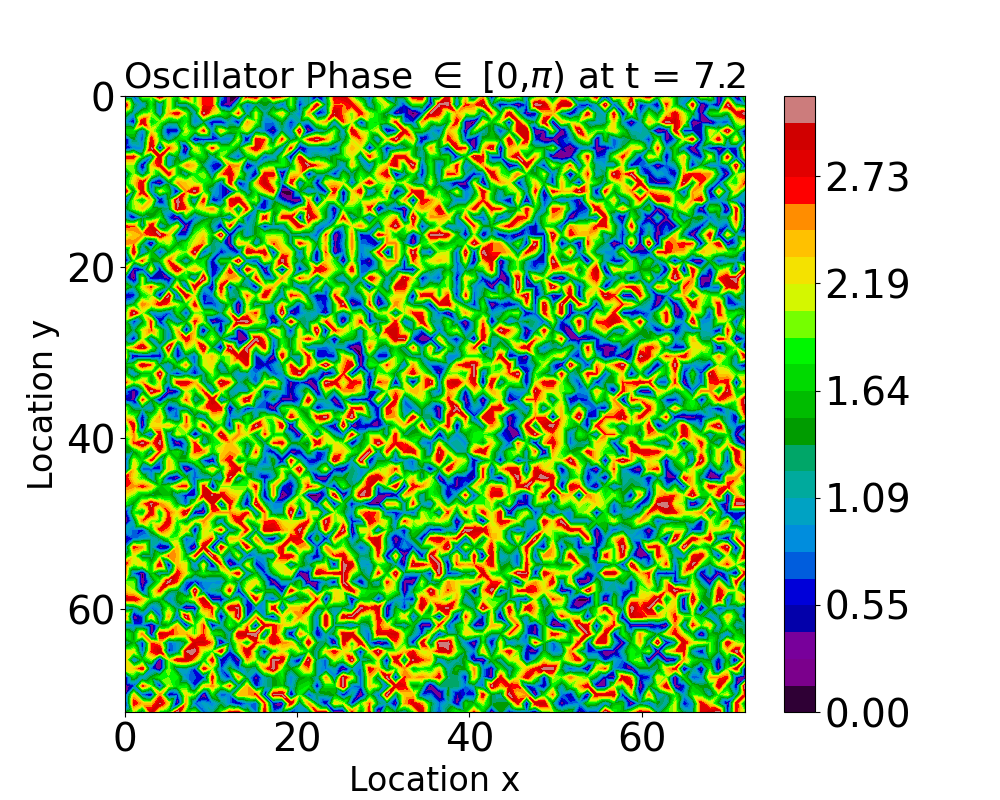 Oscillator Phase ∈ [0,π) at t = 7.2
0
20
40
60
Location y
0 20 40 60
Location x
2.73
2.19
1.64
1.09
0.55
0.00